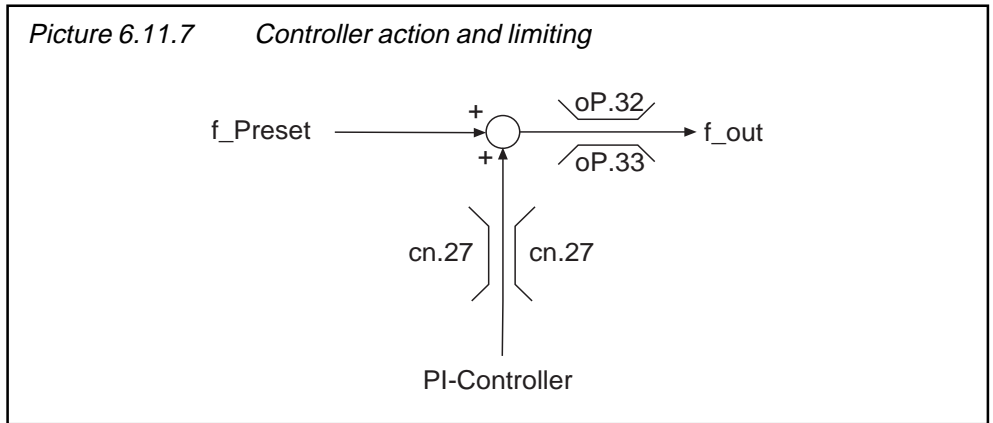 Picture 6.11.7 Controller action and limiting
+ oP.32
f_Preset f_out
+ oP.33
cn.27 cn.27
PI-Controller